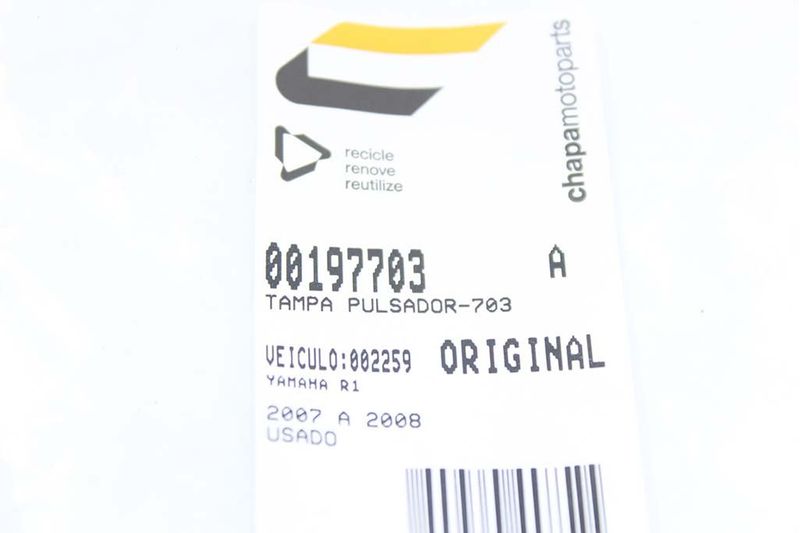 chapamotoparts
recicle
renove
reutilize
00197703 A
TAMPA PULSADOR-703
VEICULO:002259 ORIGINAL
YAMAHA R1
2007 A 2008
USADO